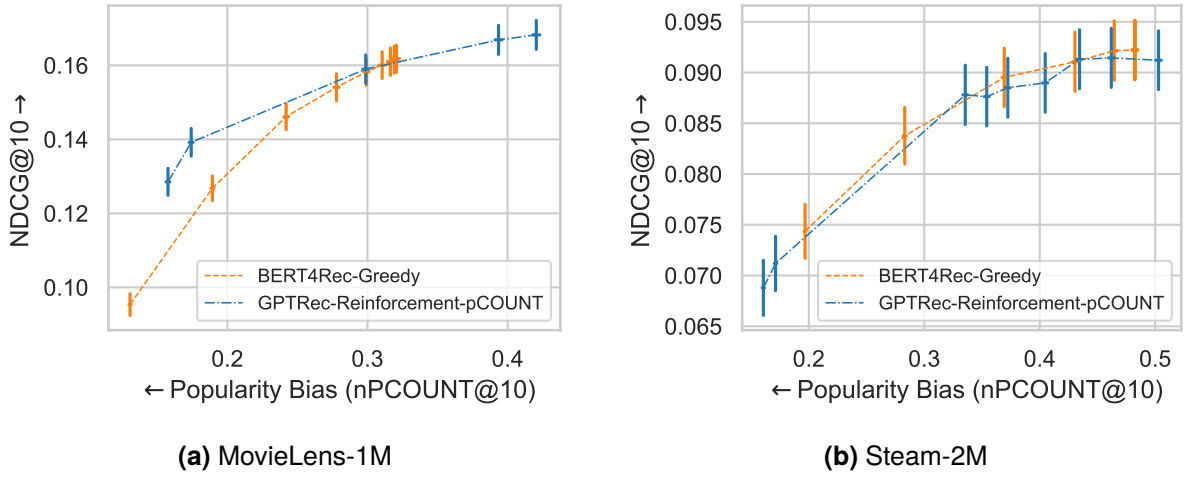 NDCG@10 →
0.16
0.14
0.12
0.10
BERT4Rec-Greedy
GPTRec-Reinforcement-pCOUNT
0.2 0.3 0.4
← Popularity Bias (nPCOUNT@10)
(a) MovieLens-1M
NDCG@10 →
0.095
0.090
0.085
0.080
0.075
0.070
0.065
BERT4Rec-Greedy
GPTRec-Reinforcement-pCOUNT
0.2 0.3 0.4 0.5
← Popularity Bias (nPCOUNT@10)
(b) Steam-2M